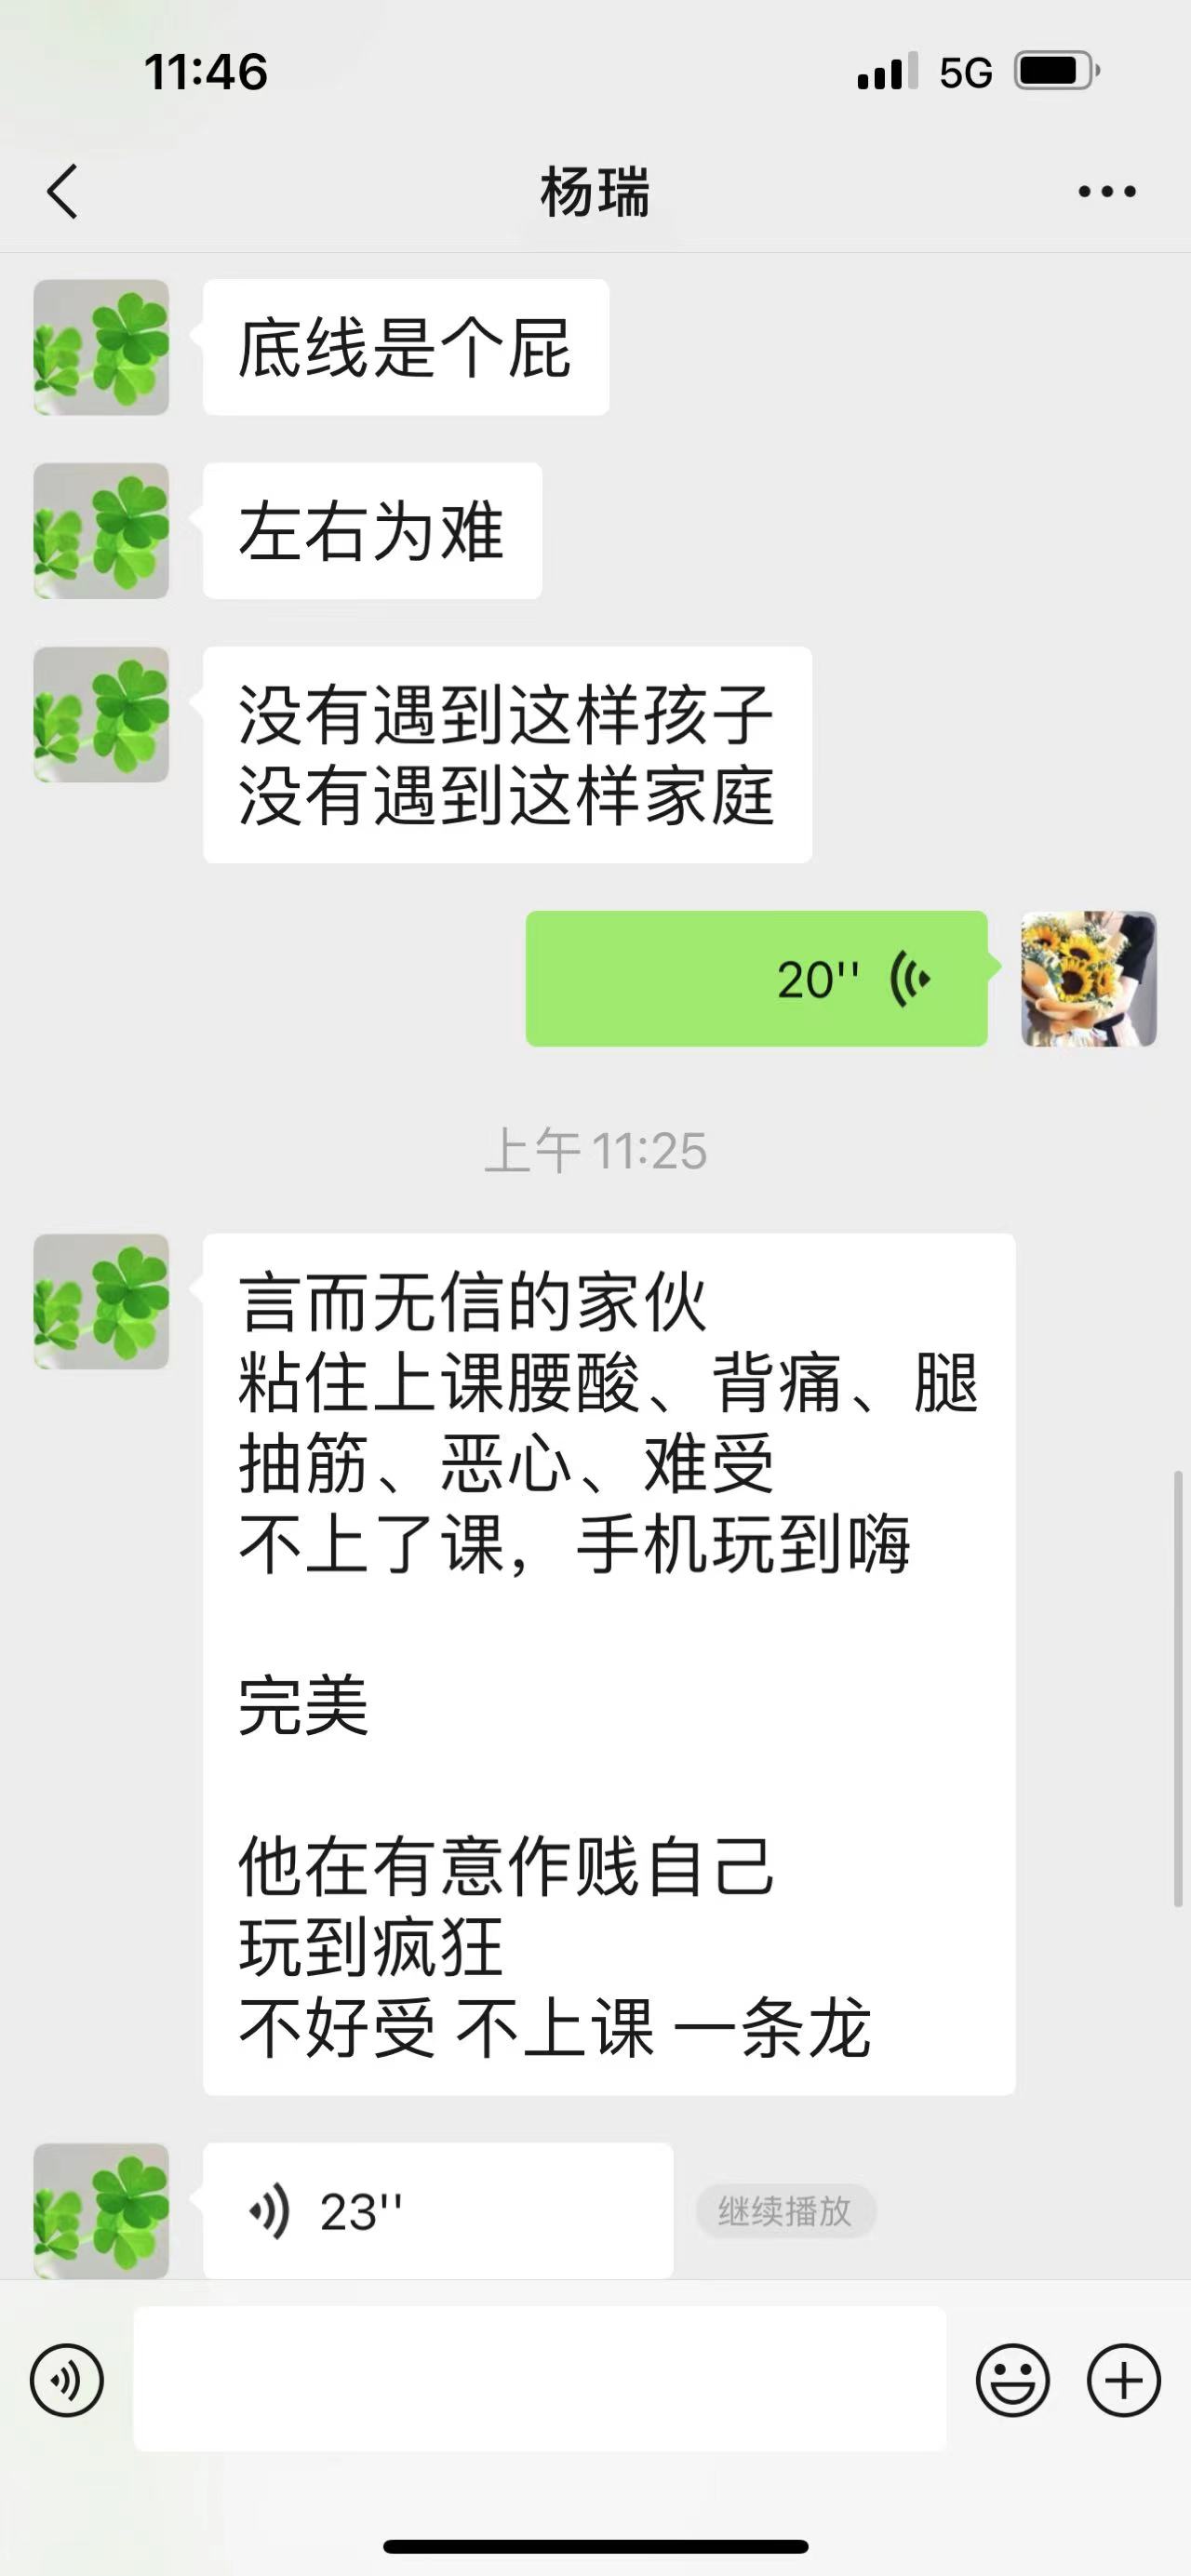 11:46
5G
杨瑞
底线是个屁
左右为难
没有遇到这样孩子
没有遇到这样家庭
20''
上午 11:25
言而无信的家伙
粘住上课腰酸、背痛、腿
抽筋、恶心、难受
不上了课，手机玩到嗨
完美
他在有意作贱自己
玩到疯狂
不好受 不上课 一条龙
23''
继续播放